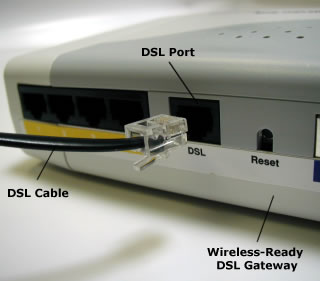 DSL Port
DSL
Reset
DSL Cable
Wireless-Ready
DSL Gateway